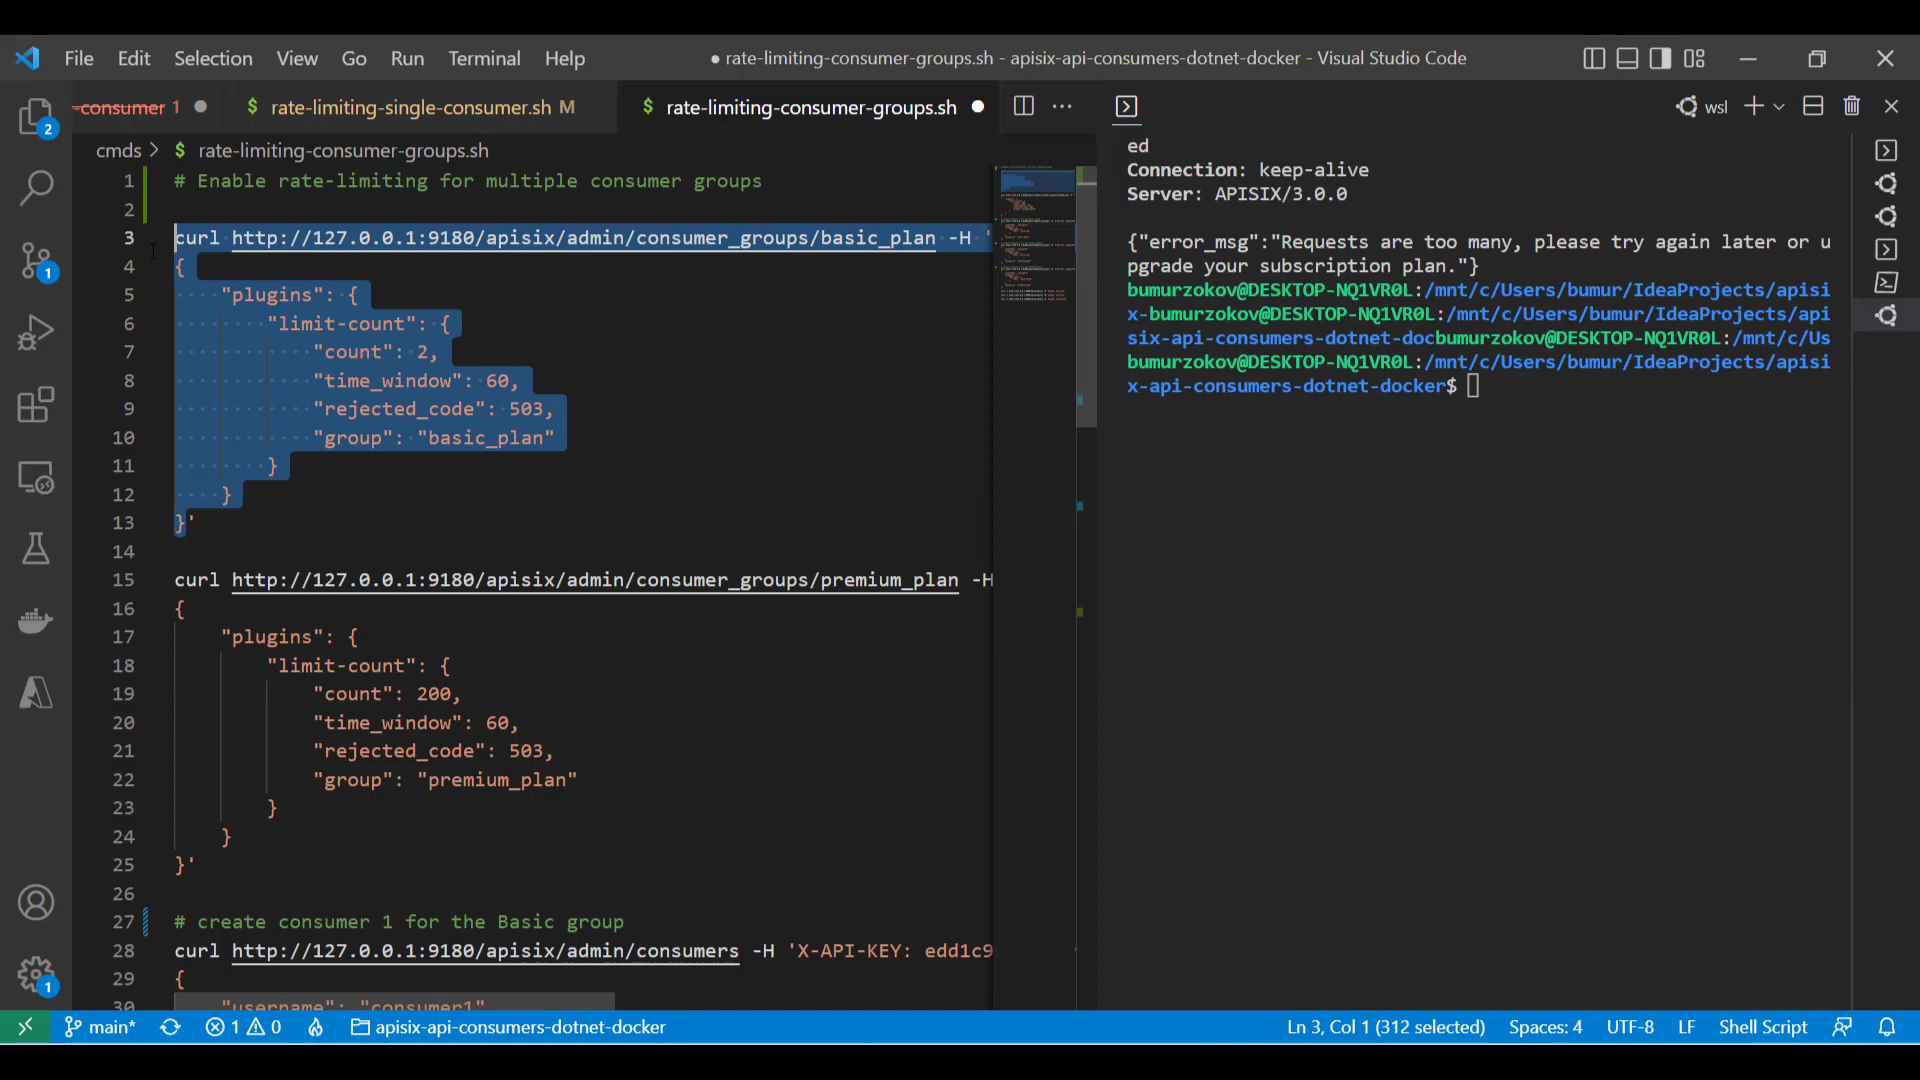 File Edit Selection View Go Run Terminal Help
● rate-limiting-consumer-groups.sh - apisix-api-consumers-dotnet-docker - Visual Studio Code
-consumer 1
$ rate-limiting-single-consumer.sh M
$ rate-limiting-consumer-groups.sh
cmds > $ rate-limiting-consumer-groups.sh
1 # Enable rate-limiting for multiple consumer groups
2
3 curl http://127.0.0.1:9180/apisix/admin/consumer_groups/basic_plan -H '
4 {
5 "plugins": {
6 "limit-count": {
7 "count": 2,
8 "time_window": 60,
9 "rejected_code": 503,
10 "group": "basic_plan"
11 }
12 }
13 }'
14
15 curl http://127.0.0.1:9180/apisix/admin/consumer_groups/premium_plan -H
16 {
17 "plugins": {
18 "limit-count": {
19 "count": 200,
20 "time_window": 60,
21 "rejected_code": 503,
22 "group": "premium_plan"
23 }
24 }
25 }'
26
27 # create consumer 1 for the Basic group
28 curl http://127.0.0.1:9180/apisix/admin/consumers -H 'X-API-KEY: edd1c9
29 {
30 "username": "consumer1"
wsl
ed
Connection: keep-alive
Server: APISIX/3.0.0
{"error_msg":"Requests are too many, please try again later or u
pgrade your subscription plan."}
bumurzokov@DESKTOP-NQ1VR0L:/mnt/c/Users/bumur/IdeaProjects/apisi
x-bumurzokov@DESKTOP-NQ1VR0L:/mnt/c/Users/bumur/IdeaProjects/api
six-api-consumers-dotnet-docbumurzokov@DESKTOP-NQ1VR0L:/mnt/c/Us
bumurzokov@DESKTOP-NQ1VR0L:/mnt/c/Users/bumur/IdeaProjects/apisi
x-api-consumers-dotnet-docker$
2
1
1
main* 1 0 apisix-api-consumers-dotnet-docker
Ln 3, Col 1 (312 selected) Spaces: 4 UTF-8 LF Shell Script